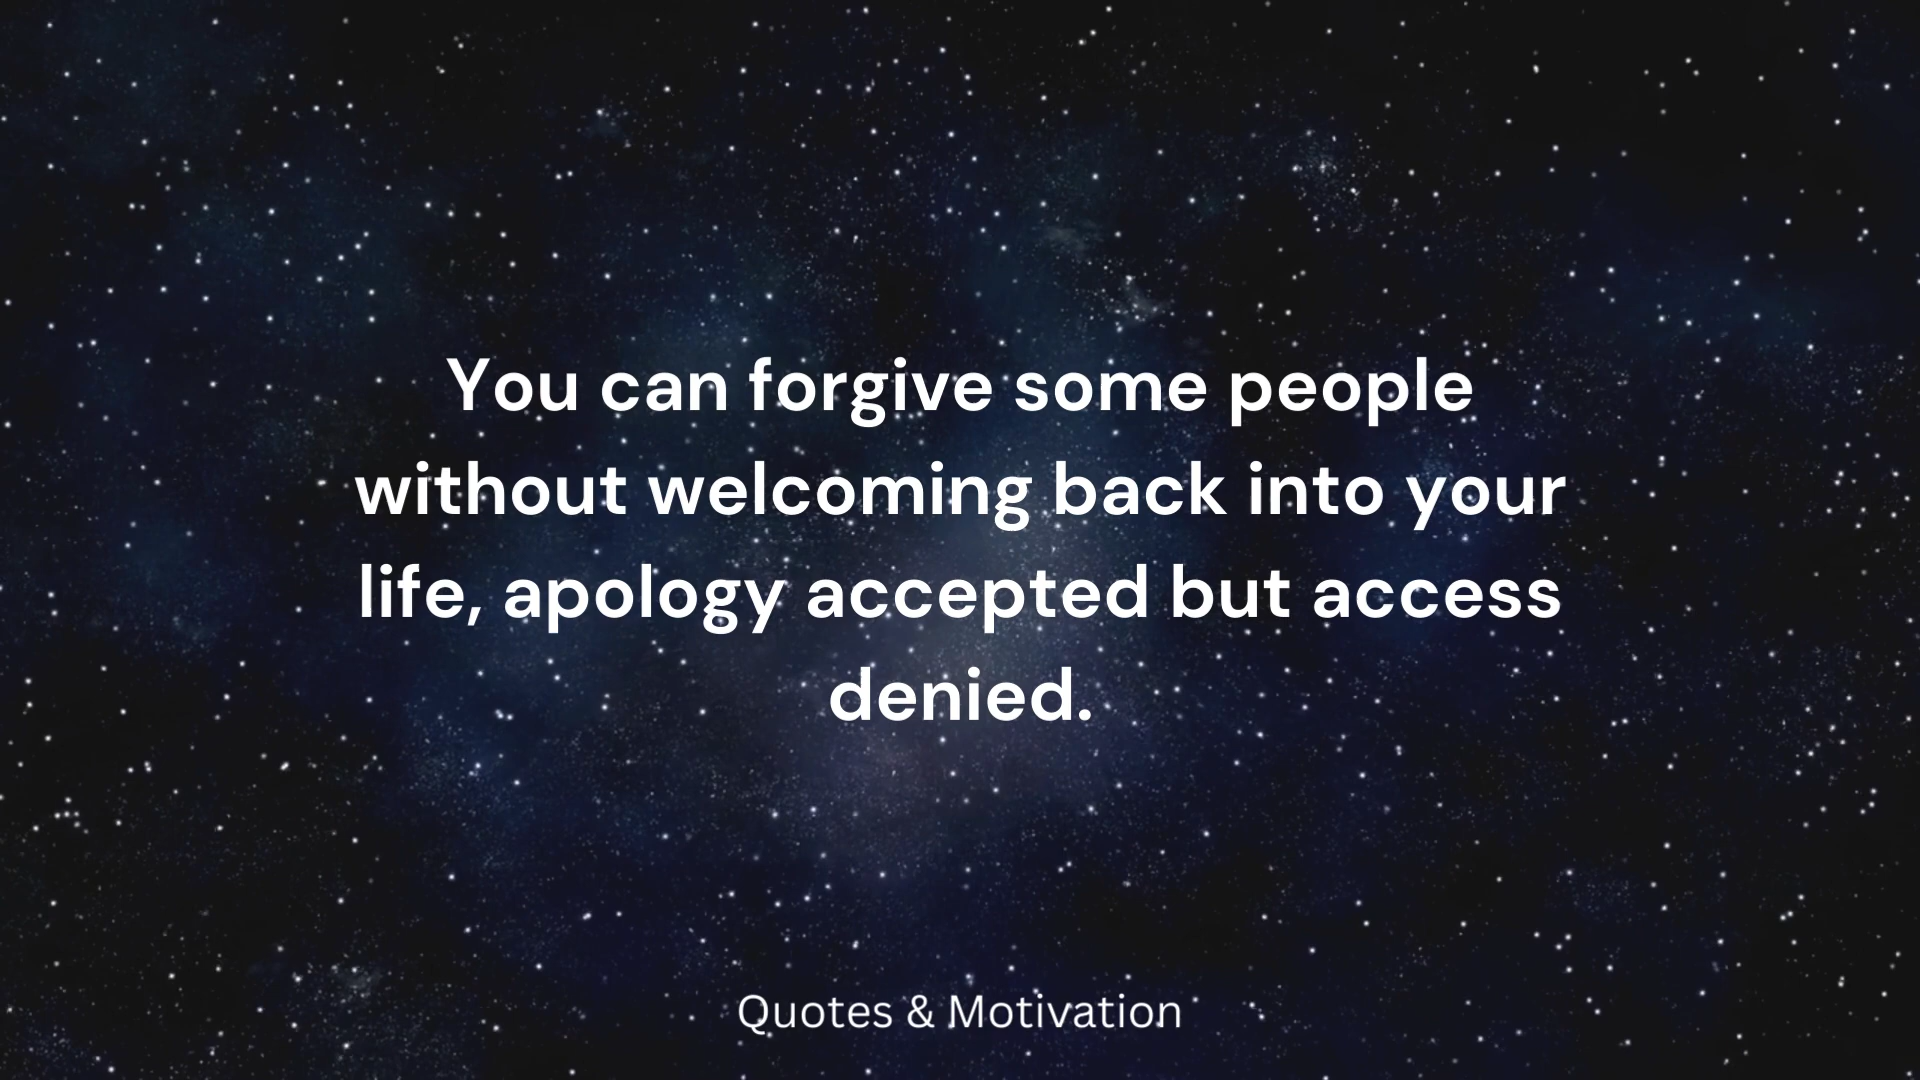 You can forgive some people
without welcoming back into your
life, apology accepted but access
denied.
Quotes & Motivation